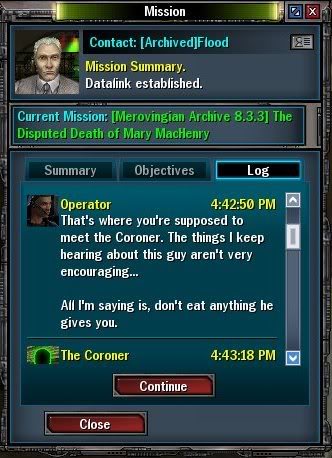 Mission
Contact: [Archived]Flood
Mission Summary.
Datalink established.
Current Mission: [Merovingian Archive 8.3.3] The
Disputed Death of Mary MacHenry
Summary
Objectives
Log
Operator 4:42:50 PM
That's where you're supposed to
meet the Coroner. The things I keep
hearing about this guy aren't very
encouraging...
All I'm saying is, don't eat anything he
gives you.
The Coroner 4:43:18 PM
Continue
Close